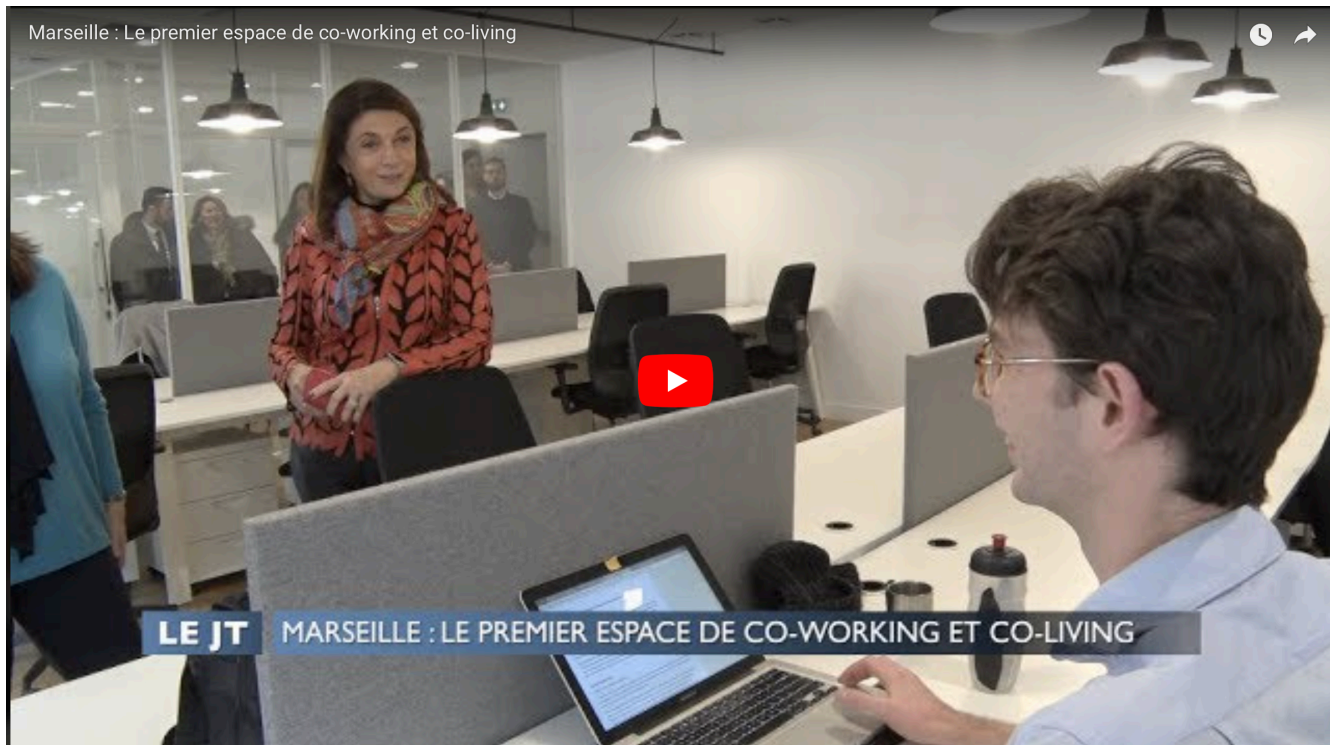 Marseille : Le premier espace de co-working et co-living
LE JT
MARSEILLE : LE PREMIER ESPACE DE CO-WORKING ET CO-LIVING